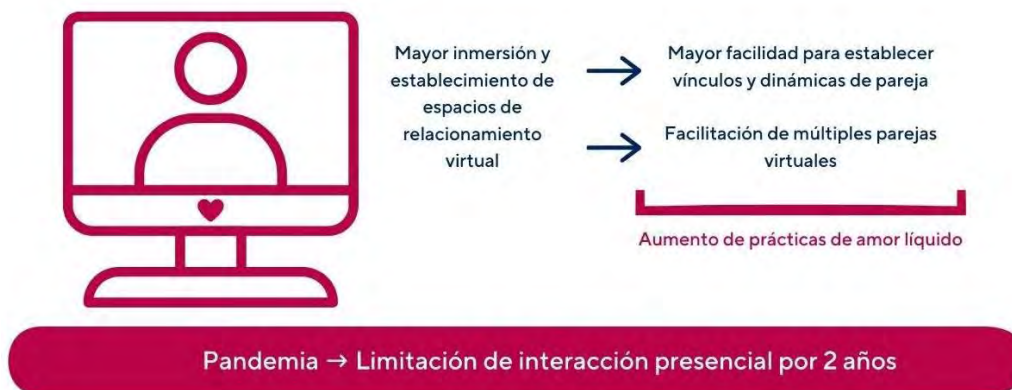 Mayor inmersión y
establecimiento de
espacios de
relacionamiento
virtual
→ Mayor facilidad para establecer
vínculos y dinámicas de pareja
→ Facilitación de múltiples parejas
virtuales
Aumento de prácticas de amor líquido
Pandemia → Limitación de interacción presencial por 2 años